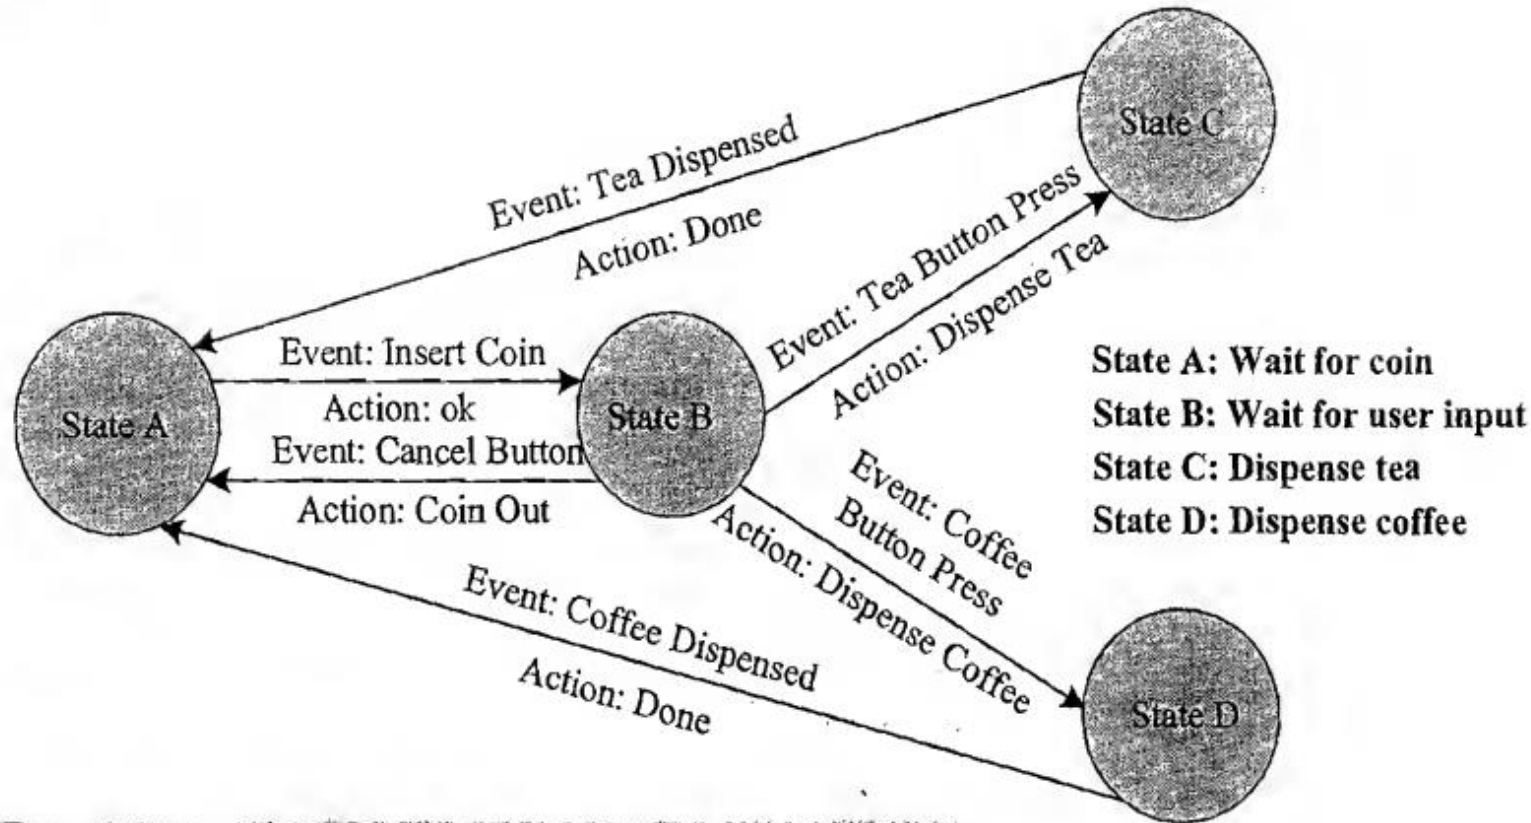 State C
Event: Tea Dispensed
Action: Done
Event: Tea Button Press
Action: Dispense Tea
State A
Event: Insert Coin
Action: ok
Event: Cancel Button
Action: Coin Out
State B
State A: Wait for coin
State B: Wait for user input
State C: Dispense tea
State D: Dispense coffee
Event: Coffee
Button Press
Action: Dispense Coffee
Event: Coffee Dispensed
Action: Done
State D